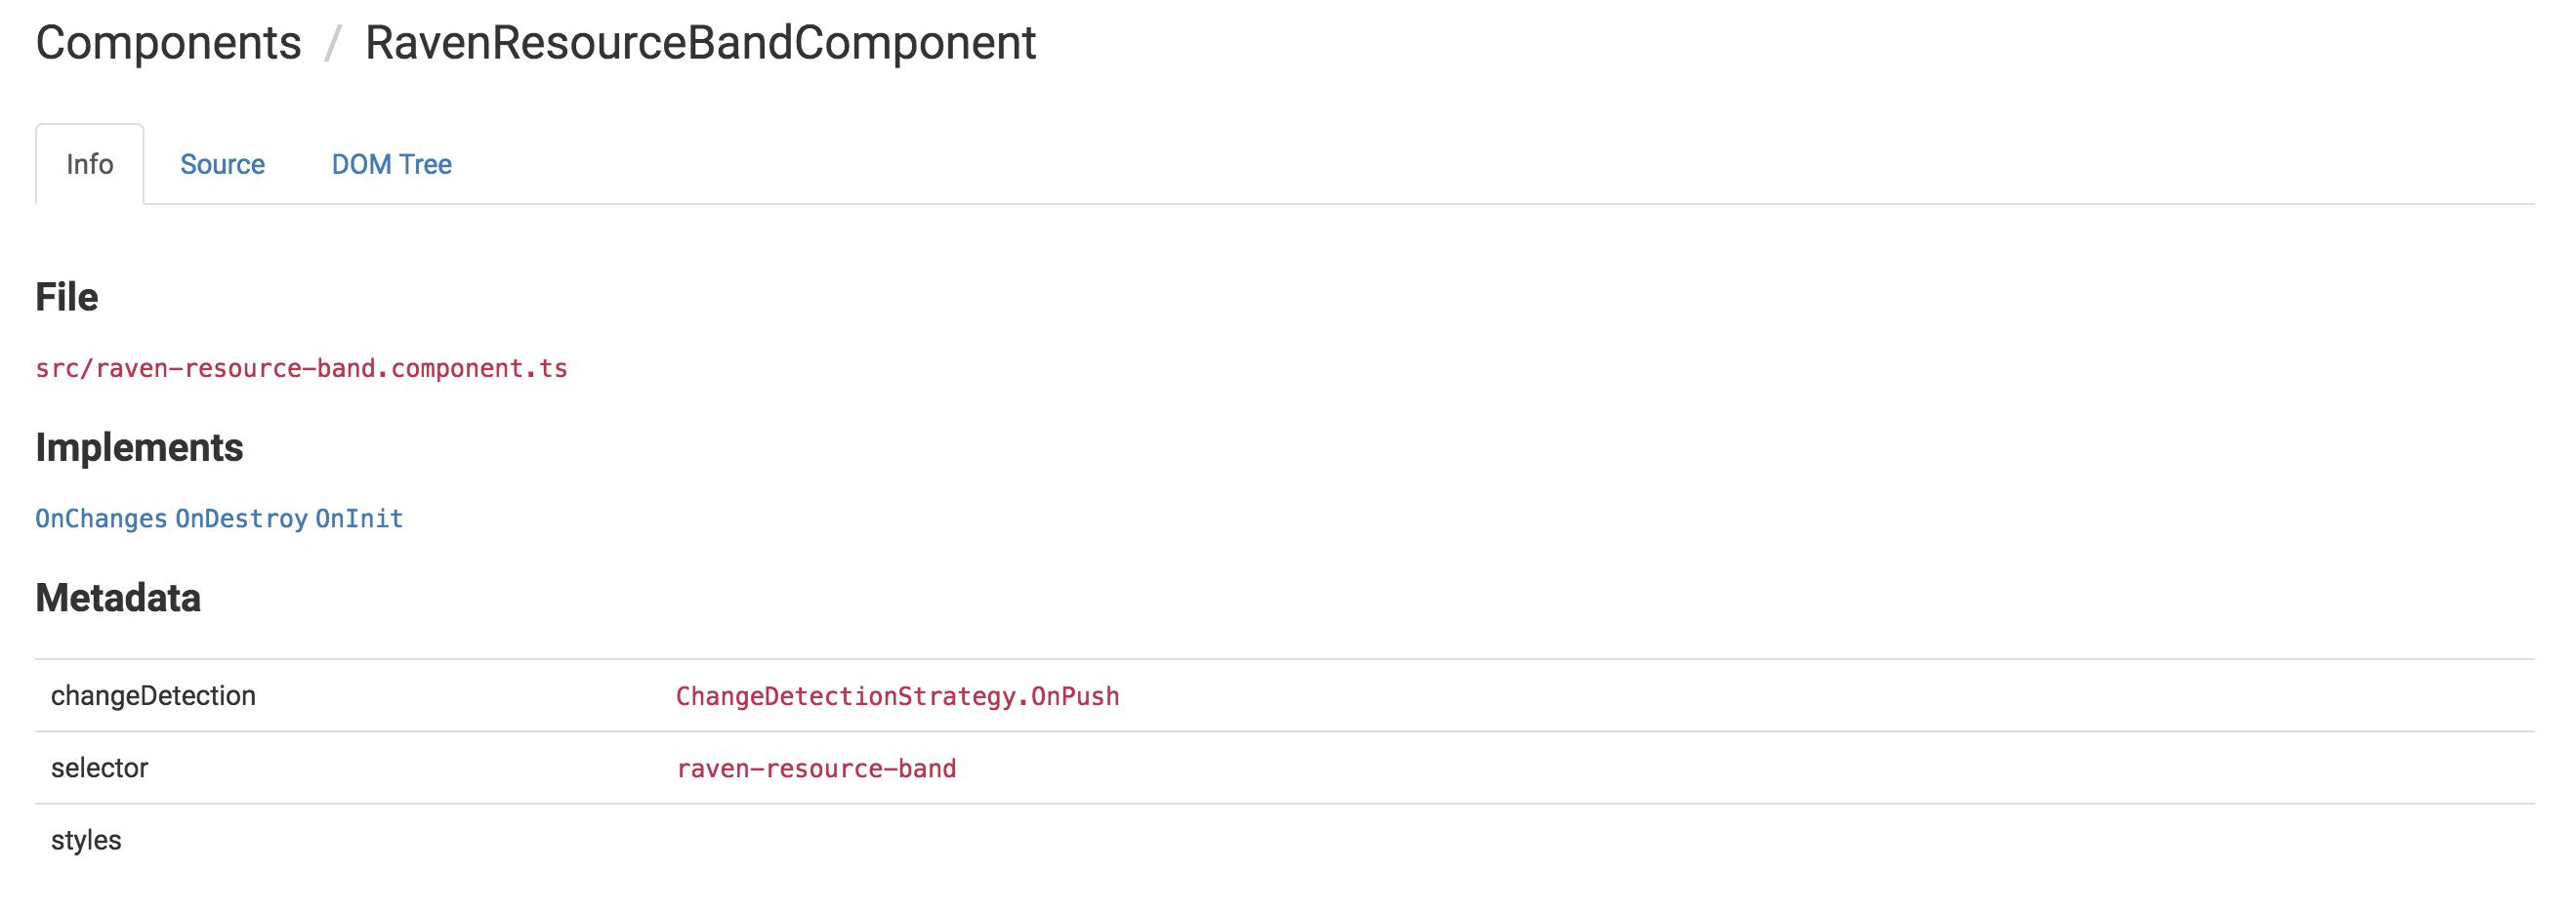 Components / RavenResourceBandComponent
Info Source DOM Tree
File
src/raven-resource-band.component.ts
Implements
OnChanges OnDestroy OnInit
Metadata
changeDetection ChangeDetectionStrategy.OnPush
selector raven-resource-band
styles